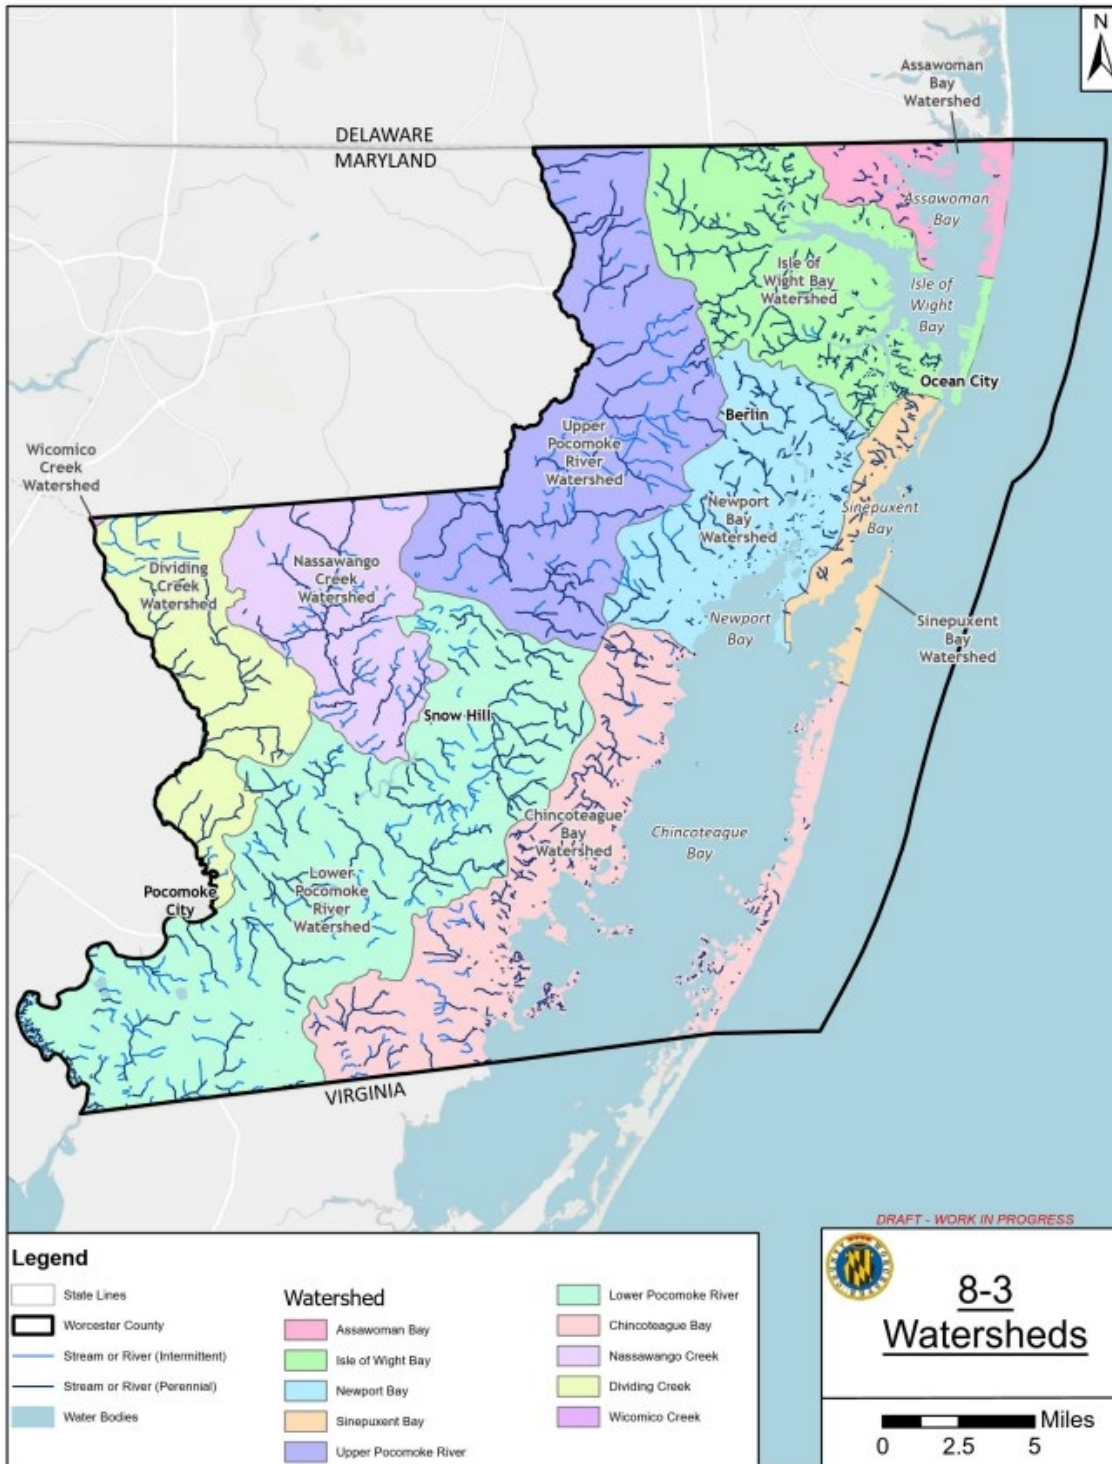 N
Assawoman
Bay
Watershed
DELAWARE
MARYLAND
Assawoman
Bay
Isle of
Wight Bay
Watershed
Isle of
Wight
Bay
Ocean City
Berlin
Upper
Pocomoke
River
Watershed
Wicomico
Creek
Watershed
Newport
Bay
Watershed
Sinepuxent
Bay
Dividing
Creek
Watershed
Nassawango
Creek
Watershed
Newport
Bay
Sinepuxent
Bay
Watershed
Snow Hill
Chincoteague
Bay
Watershed
Chincoteague
Bay
Lower
Pocomoke
River
Watershed
Pocomoke
City
VIRGINIA
DRAFT - WORK IN PROGRESS
Legend
State Lines
Worcester County
Stream or River (Intermittent)
Stream or River (Perennial)
Water Bodies
Watershed
Assawoman Bay
Isle of Wight Bay
Newport Bay
Sinepuxent Bay
Upper Pocomoke River
Lower Pocomoke River
Chincoteague Bay
Nassawango Creek
Dividing Creek
Wicomico Creek
8-3
Watersheds
Miles
0 2.5 5